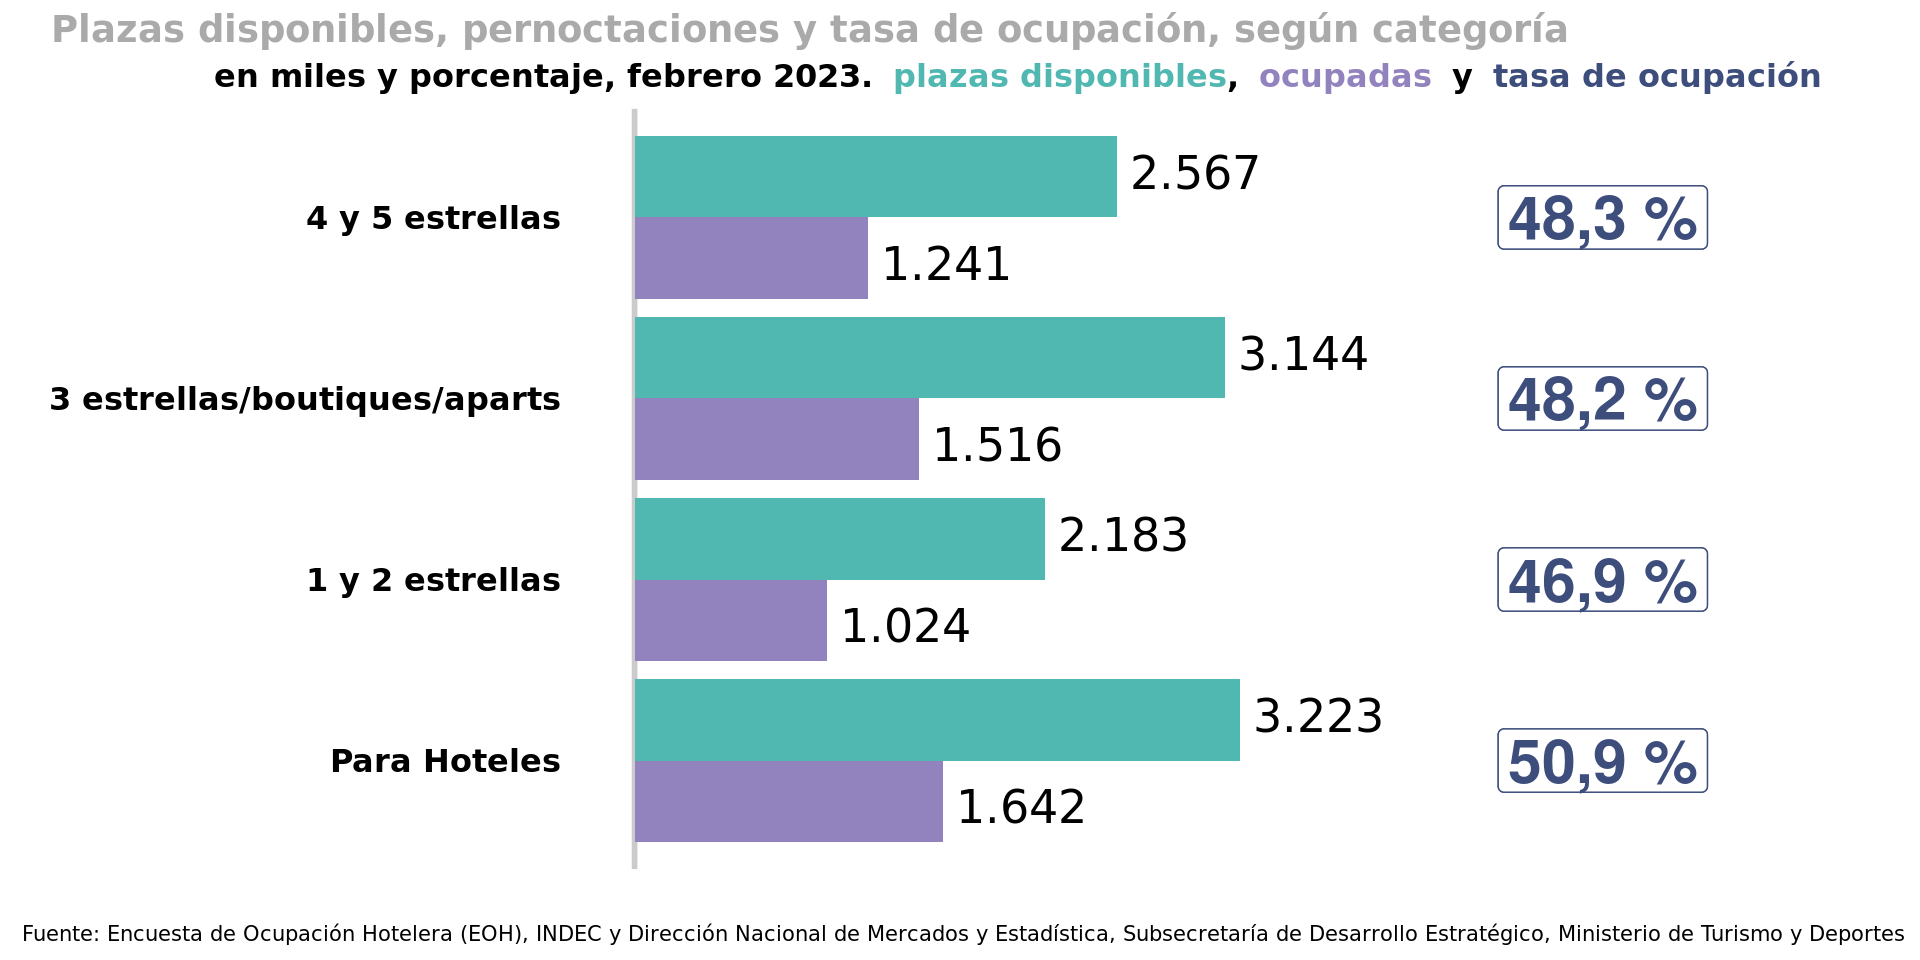 Plazas disponibles, pernoctaciones y tasa de ocupación, según categoría
en miles y porcentaje, febrero 2023. plazas disponibles, ocupadas y tasa de ocupación
2.567
4 y 5 estrellas
48,3 %
1.241
3.144
3 estrellas/boutiques/aparts
48,2 %
1.516
2.183
1 y 2 estrellas
46,9 %
1.024
3.223
Para Hoteles
50,9 %
1.642
Fuente: Encuesta de Ocupación Hotelera (EOH), INDEC y Dirección Nacional de Mercados y Estadística, Subsecretaría de Desarrollo Estratégico, Ministerio de Turismo y Deportes